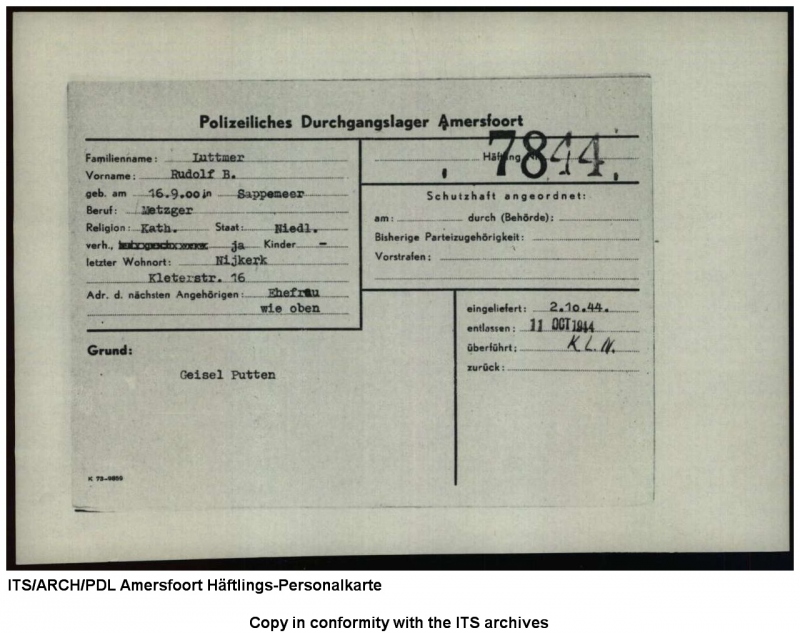 Polizeiliches Durchgangslager Amersfoort
Familienname: Luttmer
Vorname: Rudolf B.
geb. am 16.9.00 in Sappemeer
Beruf: Metzger
Religion: Kath. Staat: Niedl.
verh., ja Kinder -
letzter Wohnort: Nijkerk
Kleterstr. 16
Adr. d. nächsten Angehörigen: Ehefrau
wie oben
Häftling Nr. 7844.
Schutzhaft angeordnet:
am: durch (Behörde):
Bisherige Parteizugehörigkeit:
Vorstrafen:
Grund:
Geisel Putten
eingeliefert: 2.10.44.
entlassen: 11 OCT 1944
überführt: K.L.N.
zurück:
K 73-9859
ITS/ARCH/PDL Amersfoort Häftlings-Personalkarte
Copy in conformity with the ITS archives